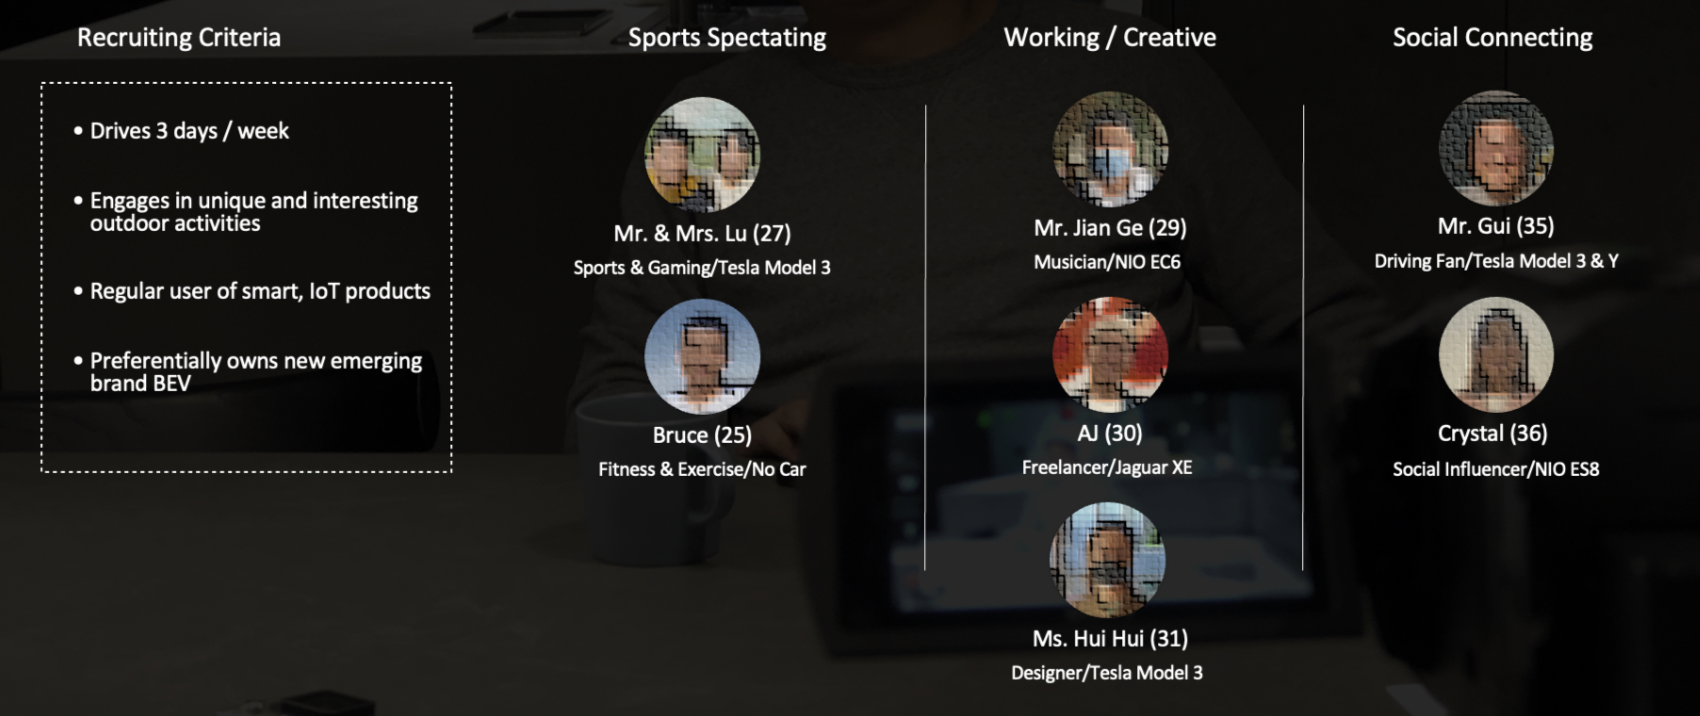 Recruiting Criteria
• Drives 3 days / week
• Engages in unique and interesting
outdoor activities
• Regular user of smart, IoT products
• Preferentially owns new emerging
brand BEV
Sports Spectating
Mr. & Mrs. Lu (27)
Sports & Gaming/Tesla Model 3
Bruce (25)
Fitness & Exercise/No Car
Working / Creative
Mr. Jian Ge (29)
Musician/NIO EC6
AJ (30)
Freelancer/Jaguar XE
Ms. Hui Hui (31)
Designer/Tesla Model 3
Social Connecting
Mr. Gui (35)
Driving Fan/Tesla Model 3 & Y
Crystal (36)
Social Influencer/NIO ES8